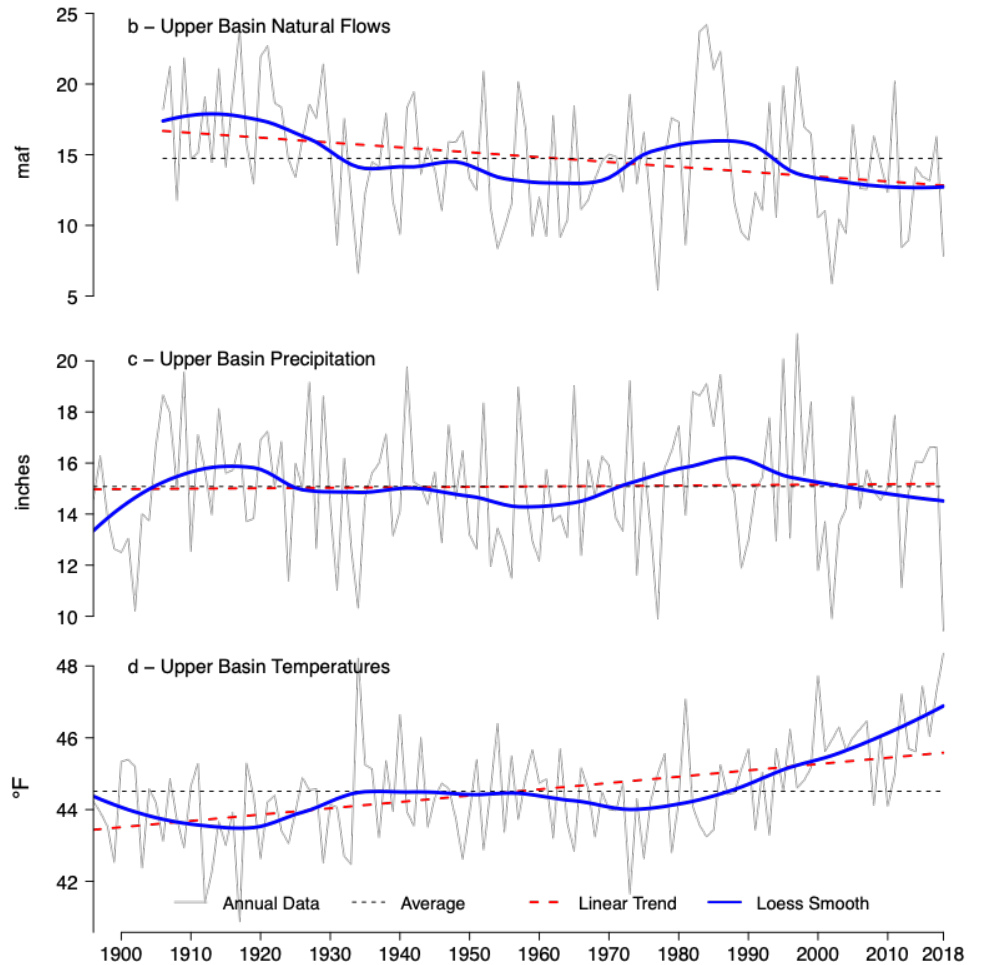 b – Upper Basin Natural Flows
25
20
15
10
5
maf
c – Upper Basin Precipitation
20
18
16
14
12
10
inches
d – Upper Basin Temperatures
48
46
44
42
°F
Annual Data Average Linear Trend Loess Smooth
1900 1910 1920 1930 1940 1950 1960 1970 1980 1990 2000 2010 2018